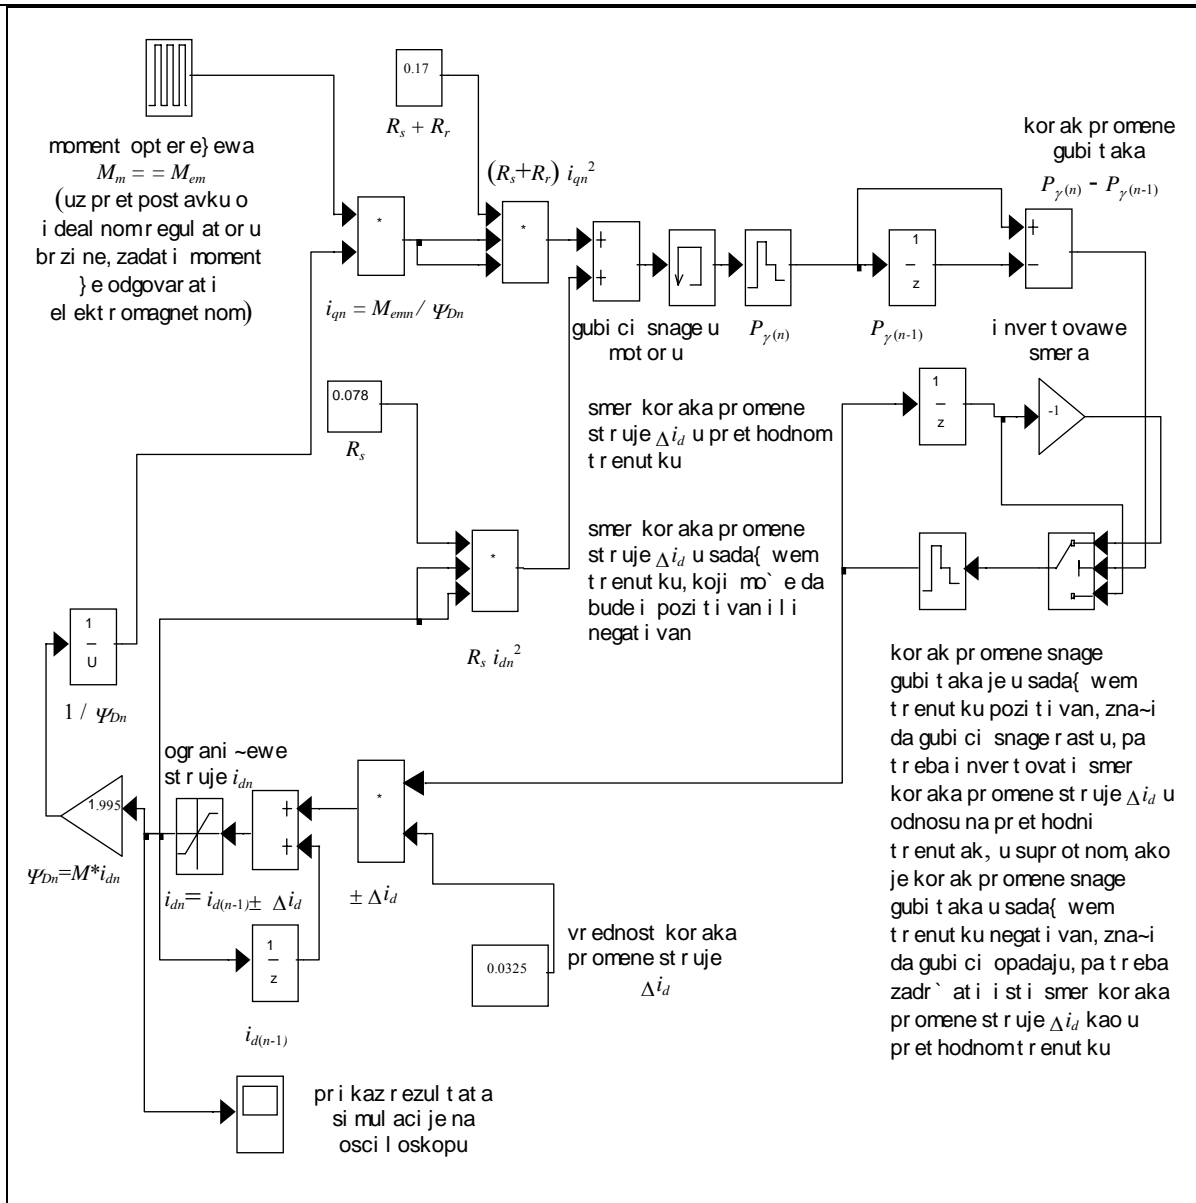 moment optere}ewa
M_m = = M_em
(uz pretpostavku o
idealnom regulatoru
brzine, zadati moment
}e odgovarati
elektromagnetnom)
0.17
R_s + R_r
(R_s+R_r) i_qn^2
*
*
i_qn = M_emn / Ψ_Dn
+
+
gubici snage u
motoru
P_γ(n)
1
z
P_γ(n-1)
korak promene
gubitaka
P_γ(n) - P_γ(n-1)
+
−
invertovawe
smera
1
z
-1
0.078
R_s
smer koraka promene
struje Δi_d u prethodnom
trenutku
smer koraka promene
struje Δi_d u sada{wem
trenutku, koji mo`e da
bude i pozitivan ili
negativan
*
R_s i_dn^2
1
U
1 / Ψ_Dn
ograni~ewe
struje i_dn
1.995
Ψ_Dn=M*i_dn
+
+
i_dn= i_d(n-1)± Δi_d
*
± Δi_d
1
z
i_d(n-1)
vrednost koraka
promene struje
Δi_d
0.0325
korak promene snage
gubitaka je u sada{wem
trenutku pozitivan, zna~i
da gubici snage rastu, pa
treba invertovati smer
koraka promene struje Δi_d u
odnosu na prethodni
trenutak, u suprotnom, ako
je korak promene snage
gubitaka u sada{wem
trenutku negativan, zna~i
da gubici opadaju, pa treba
zadr`ati isti smer koraka
promene struje Δi_d kao u
prethodnom trenutku
prikaz rezultata
simulacije na
osciloskopu